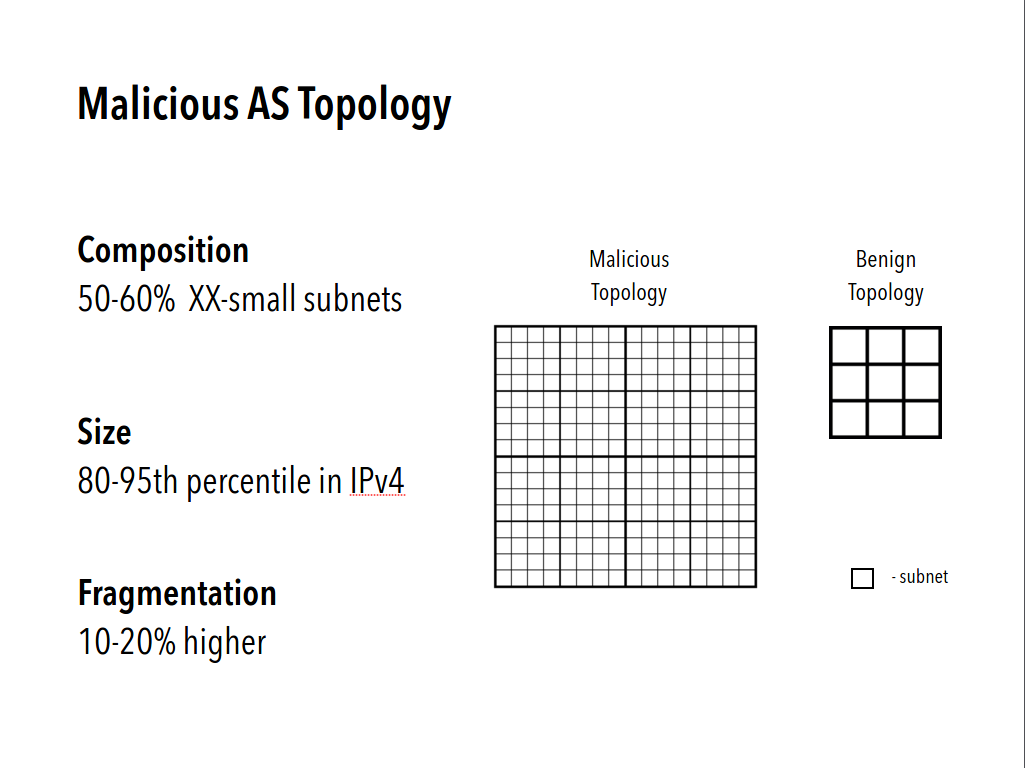 Malicious AS Topology
Composition
50-60% XX-small subnets
Size
80-95th percentile in IPv4
Fragmentation
10-20% higher
Malicious
Topology
Benign
Topology
- subnet